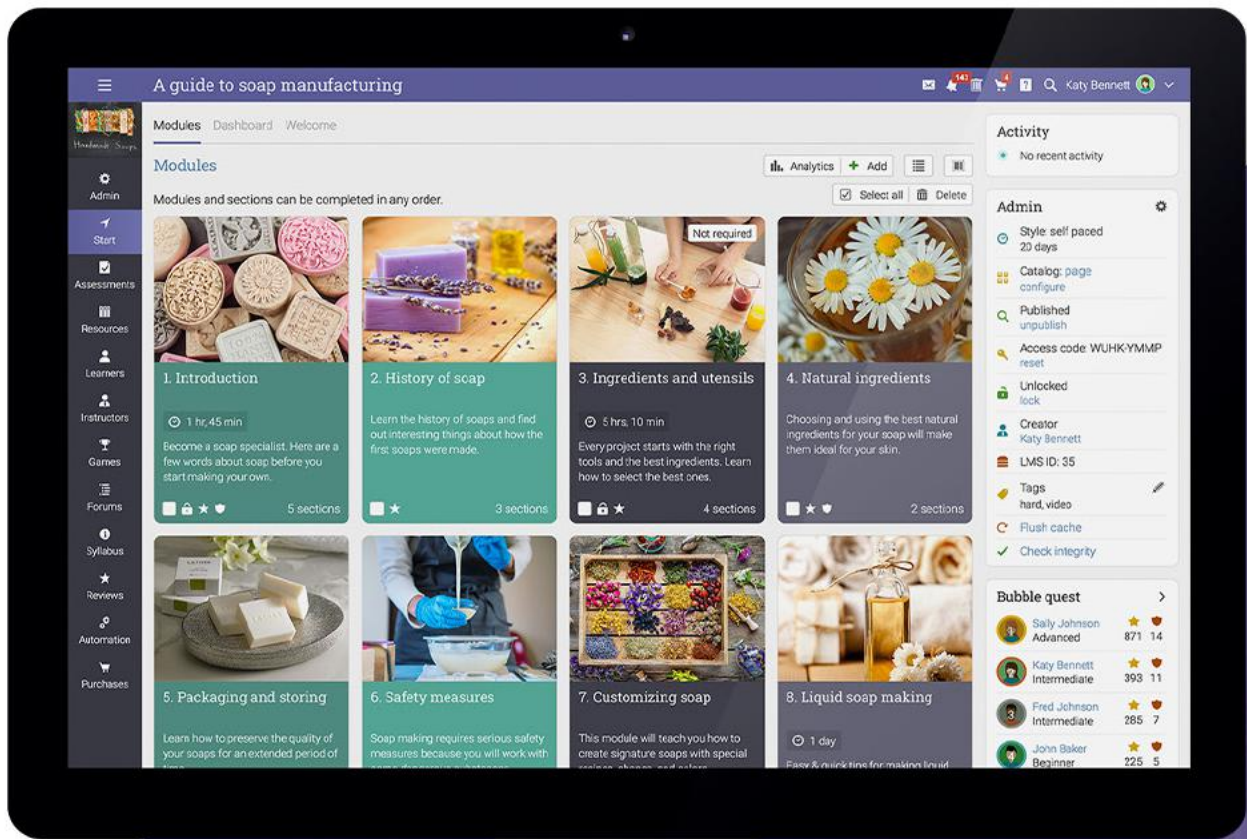 A guide to soap manufacturing
143
4
Katy Bennett
Handmade Soaps
Admin
Start
Assessments
Resources
Learners
Instructors
Games
Forums
Syllabus
Reviews
Automation
Purchases
Modules Dashboard Welcome
Modules
Analytics + Add
Modules and sections can be completed in any order.
Select all Delete
1. Introduction
1 hr, 45 min
Become a soap specialist. Here are a
few words about soap before you
start making your own.
5 sections
2. History of soap
Learn the history of soaps and find
out interesting things about how the
first soaps were made.
3 sections
Not required
3. Ingredients and utensils
5 hrs, 10 min
Every project starts with the right
tools and the best ingredients. Learn
how to select the best ones.
4 sections
4. Natural ingredients
Choosing and using the best natural
ingredients for your soap will make
them ideal for your skin.
2 sections
5. Packaging and storing
Learn how to preserve the quality of
your soaps for an extended period of
6. Safety measures
Soap making requires serious safety
measures because you will work with
7. Customizing soap
This module will teach you how to
create signature soaps with special
8. Liquid soap making
1 day
Easy & quick tips for making liquid
Activity
No recent activity
Admin
Style: self paced
20 days
Catalog: page
configure
Published
unpublish
Access code: WUHK-YMMP
reset
Unlocked
lock
Creator
Katy Bennett
LMS ID: 35
Tags
hard, video
Flush cache
Check integrity
Bubble quest
Sally Johnson
Advanced 871 14
Katy Bennett
Intermediate 393 11
3
Fred Johnson
Intermediate 285 7
John Baker
Beginner 225 5